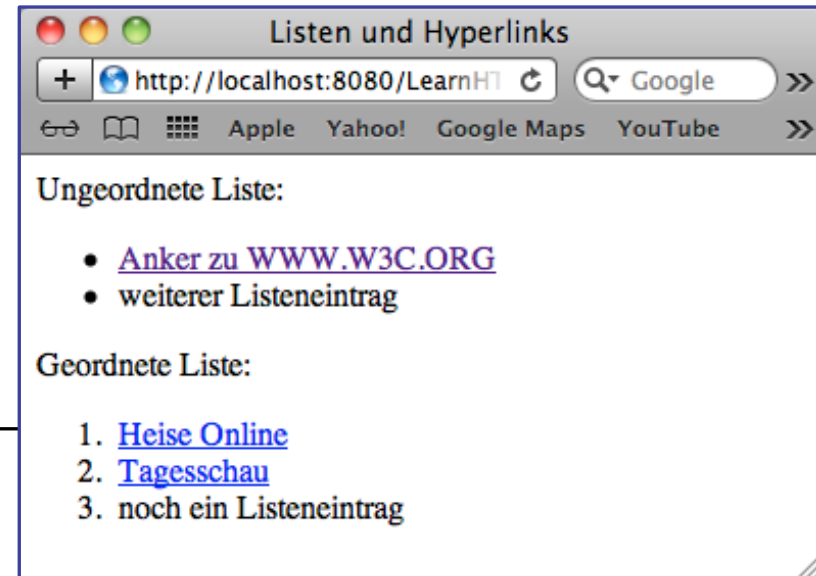 Listen und Hyperlinks
+ http://localhost:8080/LearnHT Google »
Apple Yahoo! Google Maps YouTube »
Ungeordnete Liste:
• Anker zu WWW.W3C.ORG
• weiterer Listeneintrag
Geordnete Liste:
1. Heise Online
2. Tagesschau
3. noch ein Listeneintrag